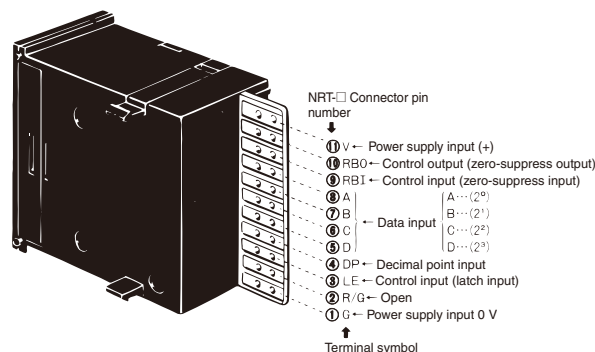 NRT-□ Connector pin
number
⑪ V ← Power supply input (+)
⑩ RBO ← Control output (zero-suppress output)
⑨ RBI ← Control input (zero-suppress input)
⑧ A A···(2⁰)
⑦ B B···(2¹)
← Data input
⑥ C C···(2²)
⑤ D D···(2³)
④ DP ← Decimal point input
③ LE ← Control input (latch input)
② R/G ← Open
① G ← Power supply input 0 V
Terminal symbol